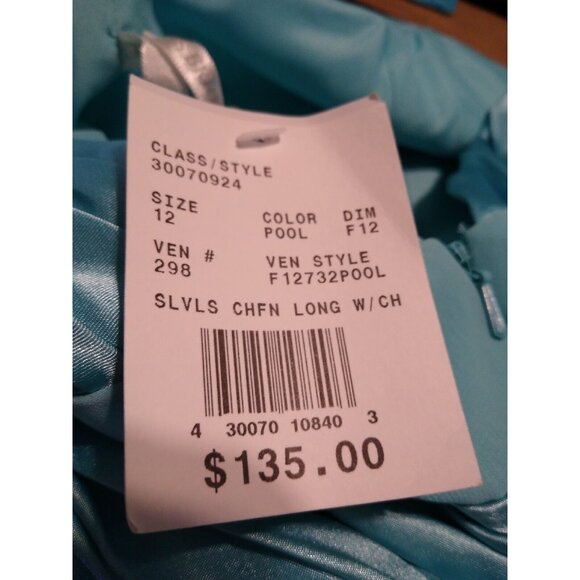 CLASS/STYLE
30070924
SIZE COLOR DIM
12 POOL F12
VEN # VEN STYLE
298 F12732POOL
SLVLS CHFN LONG W/CH
4 30070 10840 3
$135.00